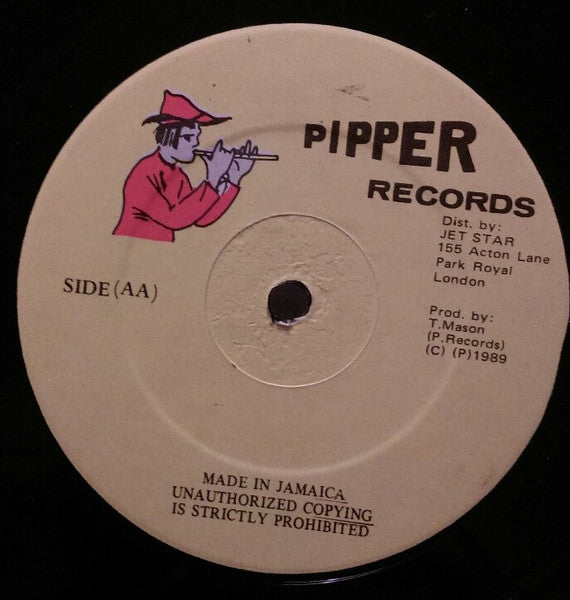 PIPPER
RECORDS
Dist. by:
JET STAR
155 Acton Lane
Park Royal
London
SIDE (AA)
Prod. by:
T.Mason
(P.Records)
(C) (P)1989
MADE IN JAMAICA
UNAUTHORIZED COPYING
IS STRICTLY PROHIBITED